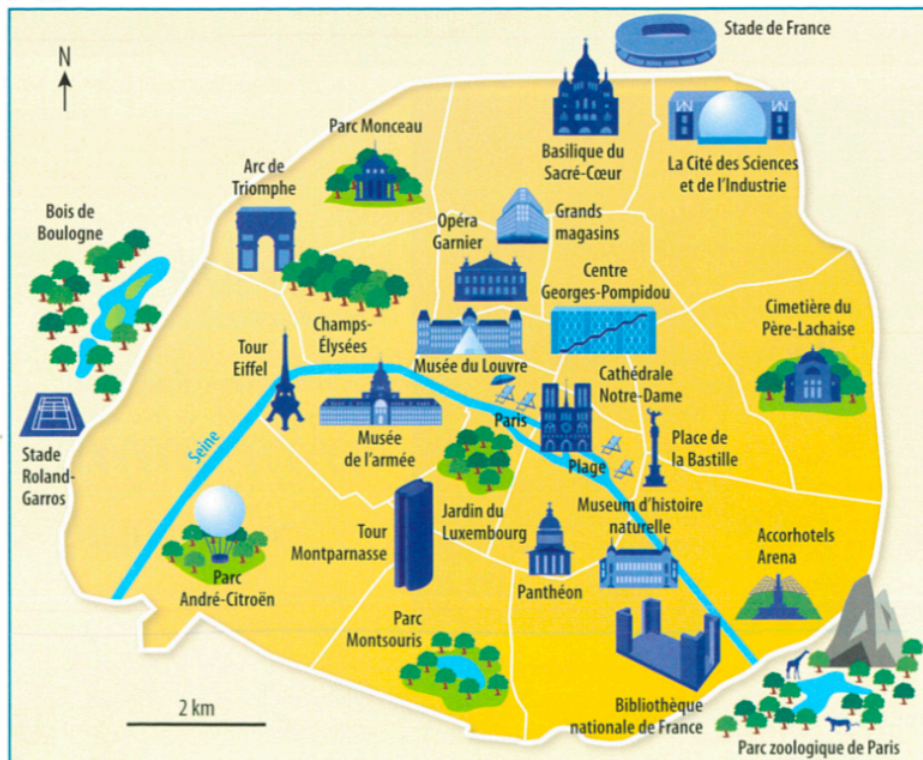 Stade de France
N
Parc Monceau
Basilique du
Sacré-Cœur
La Cité des Sciences
et de l'Industrie
Arc de
Triomphe
Bois de
Boulogne
Opéra
Garnier
Grands
magasins
Centre
Georges-Pompidou
Cimetière du
Père-Lachaise
Champs-
Élysées
Tour
Eiffel
Musée du Louvre
Cathédrale
Notre-Dame
Paris
Plage
Musée
de l'armée
Place de
la Bastille
Stade
Roland-
Garros
Seine
Jardin du
Luxembourg
Museum d'histoire
naturelle
Tour
Montparnasse
Accorhotels
Arena
Parc
André-Citroën
Panthéon
Parc
Montsouris
2 km
Bibliothèque
nationale de France
Parc zoologique de Paris